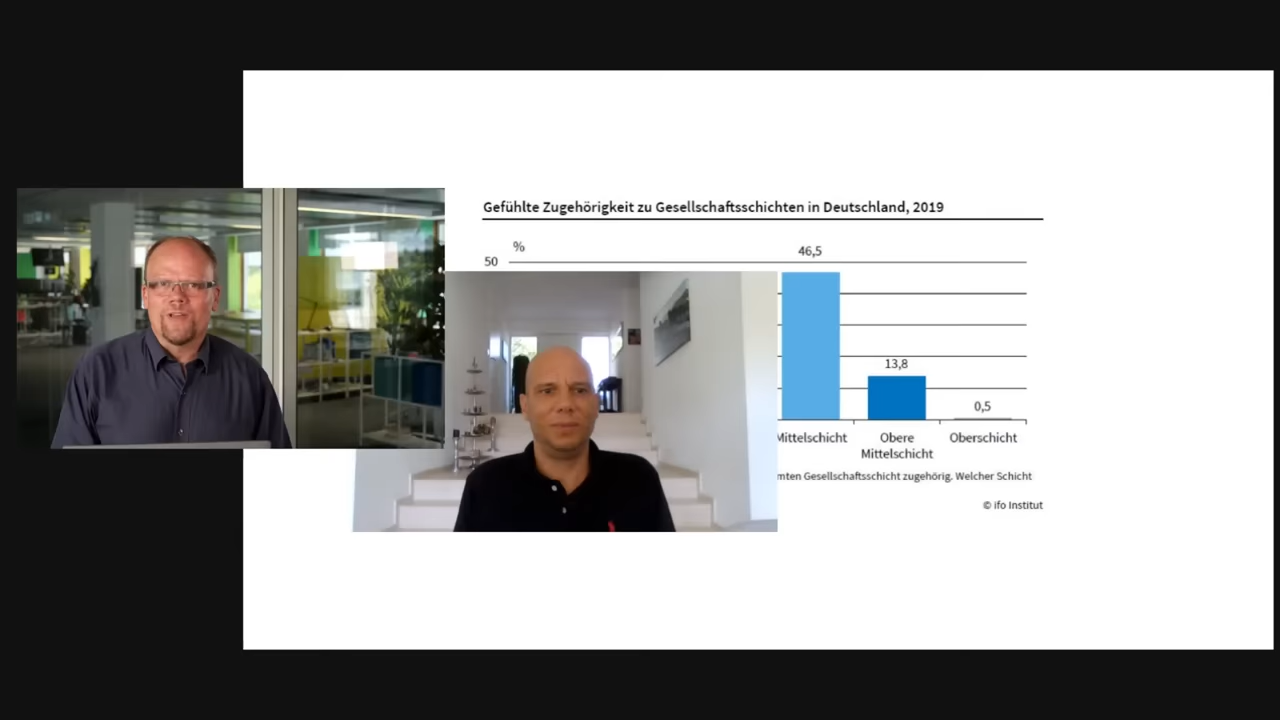 Gefühlte Zugehörigkeit zu Gesellschaftsschichten in Deutschland, 2019
%
50
46,5
13,8
0,5
Mittelschicht
Obere
Mittelschicht
Oberschicht
Gesellschaftsschicht zugehörig. Welcher Schicht
© ifo Institut